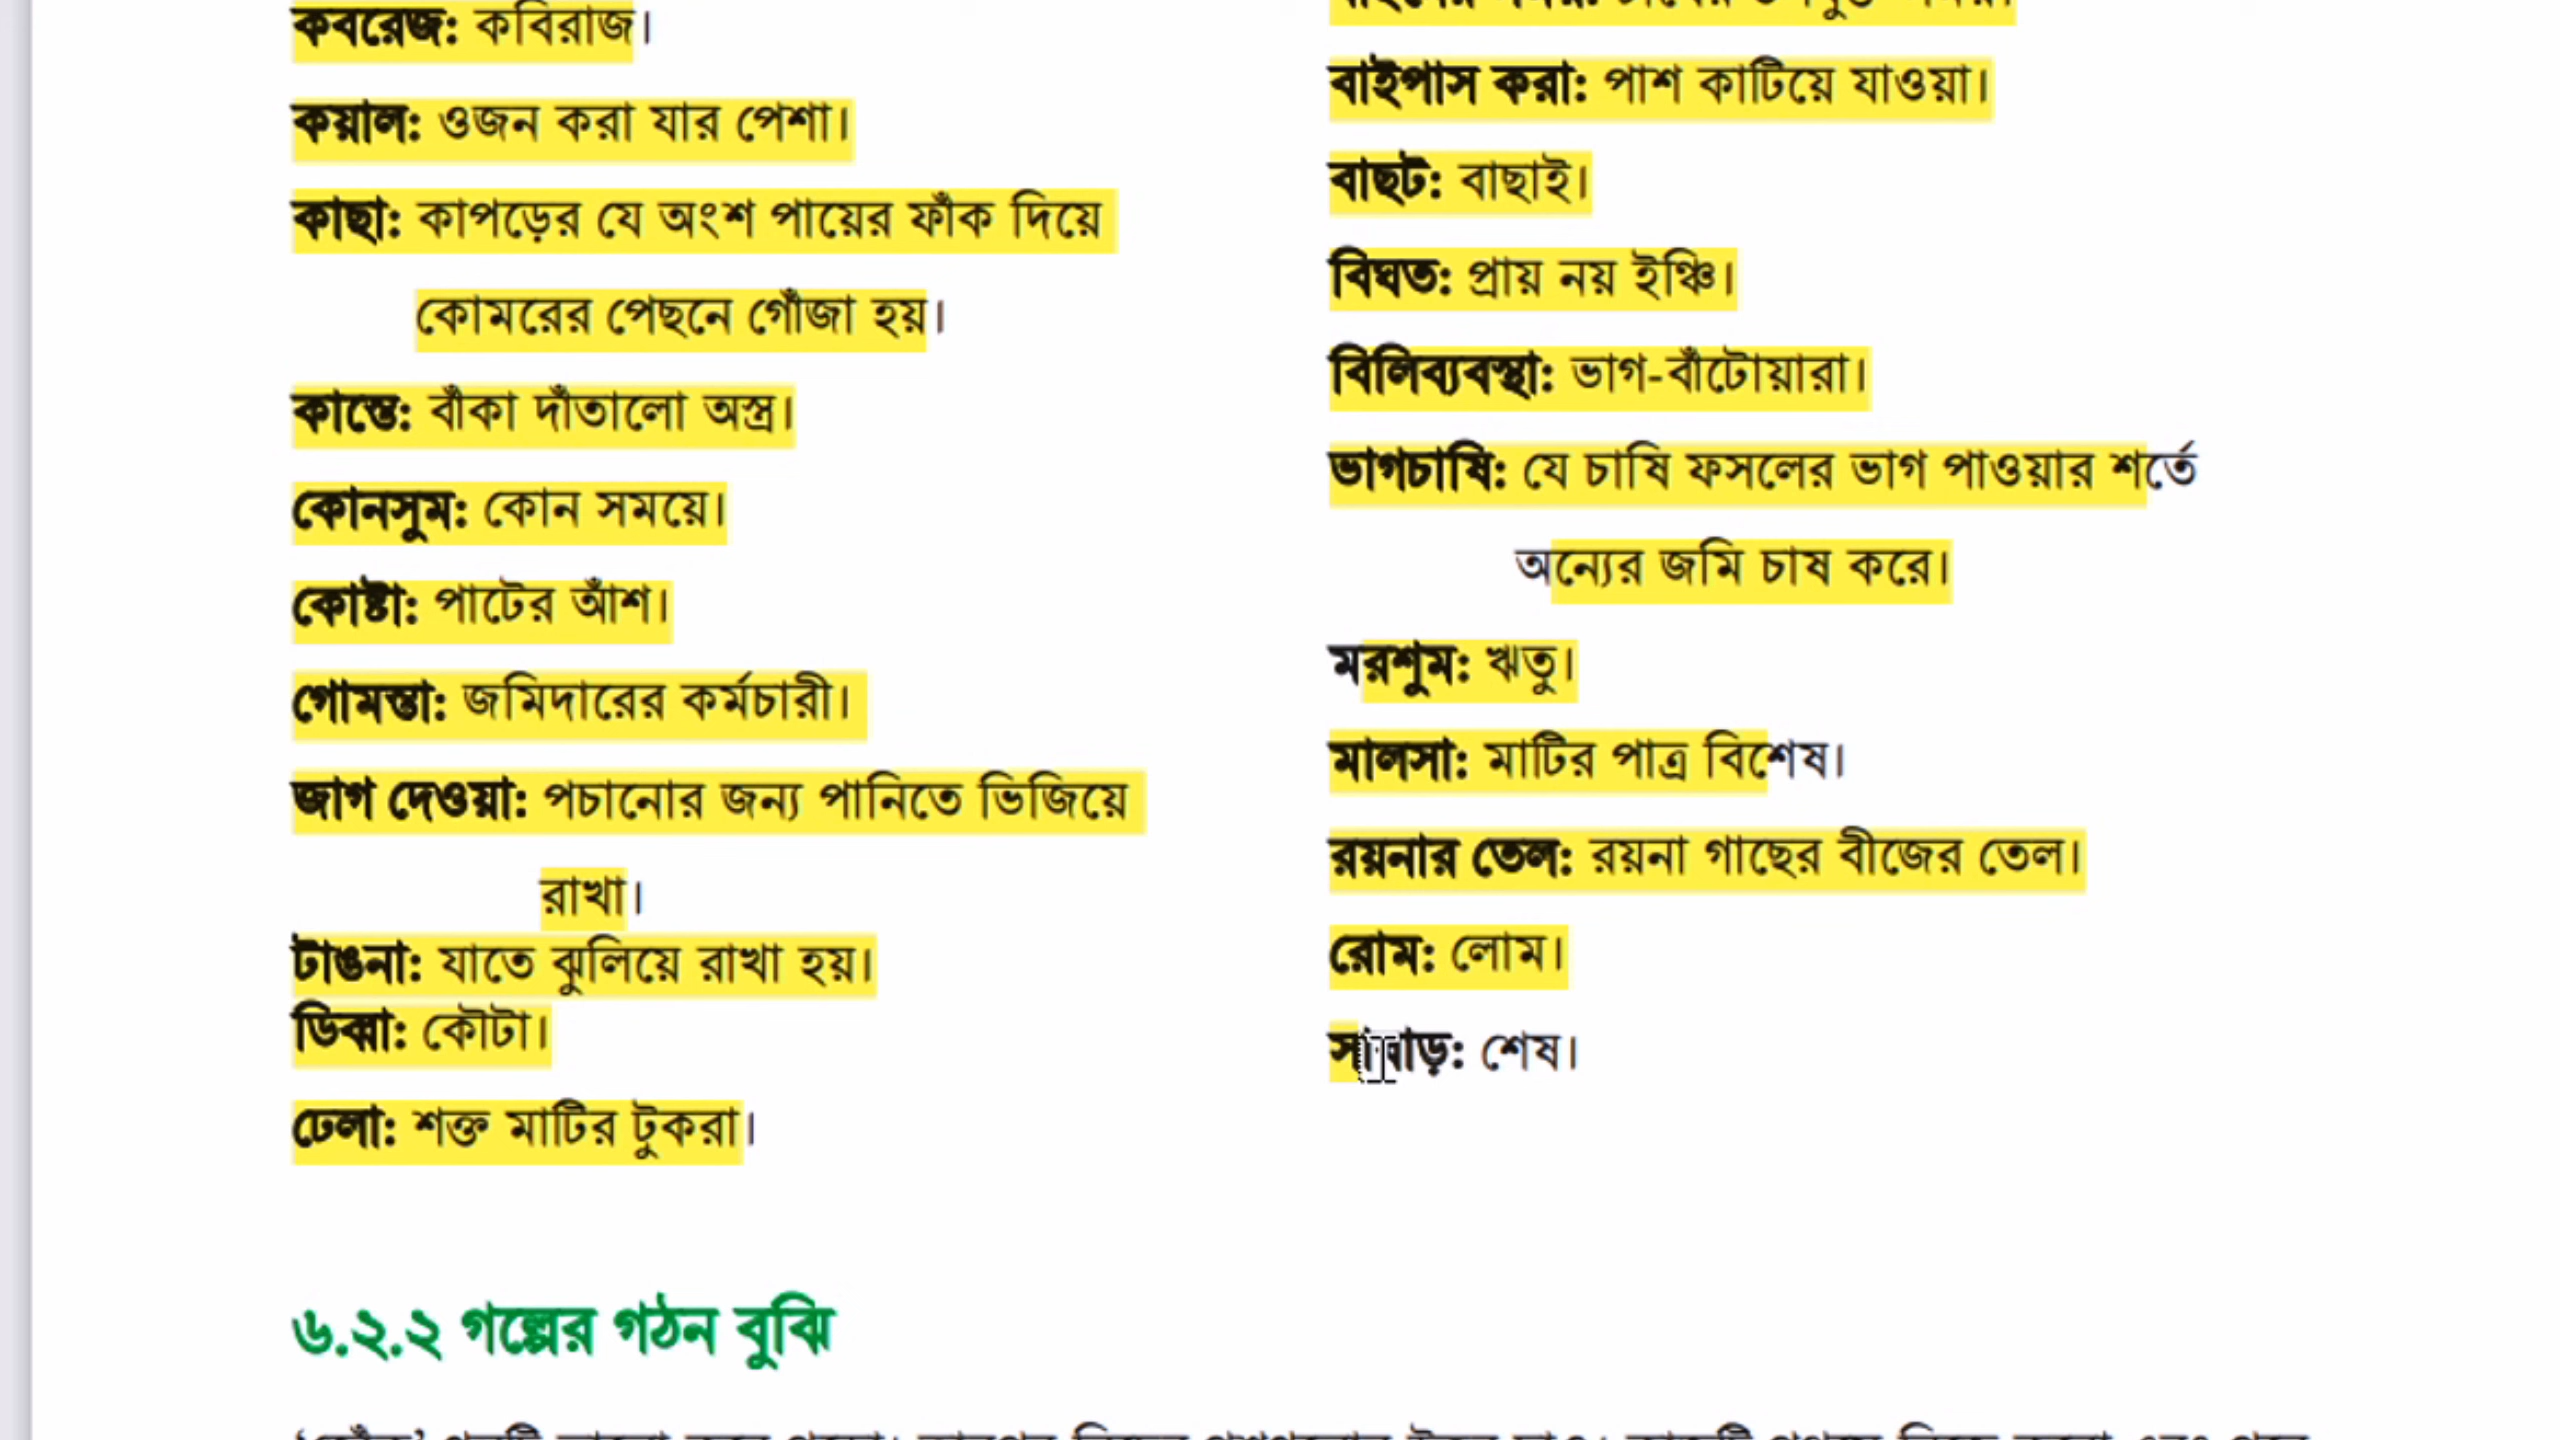 কবরেজ: কবিরাজ।
কয়াল: ওজন করা যার পেশা।
কাছা: কাপড়ের যে অংশ পায়ের ফাঁক দিয়ে
কোমরের পেছনে গোঁজা হয়।
কাস্তে: বাঁকা দাঁতালো অস্ত্র।
কোনসুম: কোন সময়ে।
কোষ্টা: পাটের আঁশ।
গোমস্তা: জমিদারের কর্মচারী।
জাগ দেওয়া: পচানোর জন্য পানিতে ভিজিয়ে
রাখা।
টাঙনা: যাতে ঝুলিয়ে রাখা হয়।
ডিব্বা: কৌটা।
ঢেলা: শক্ত মাটির টুকরা।
বাইপাস করা: পাশ কাটিয়ে যাওয়া।
বাছট: বাছাই।
বিঘত: প্রায় নয় ইঞ্চি।
বিলিব্যবস্থা: ভাগ-বাঁটোয়ারা।
ভাগচাষি: যে চাষি ফসলের ভাগ পাওয়ার শর্তে
অন্যের জমি চাষ করে।
মরশুম: ঋতু।
মালসা: মাটির পাত্র বিশেষ।
রয়নার তেল: রয়না গাছের বীজের তেল।
রোম: লোম।
শেষ।
৬.২.২ গল্পের গঠন বুঝি